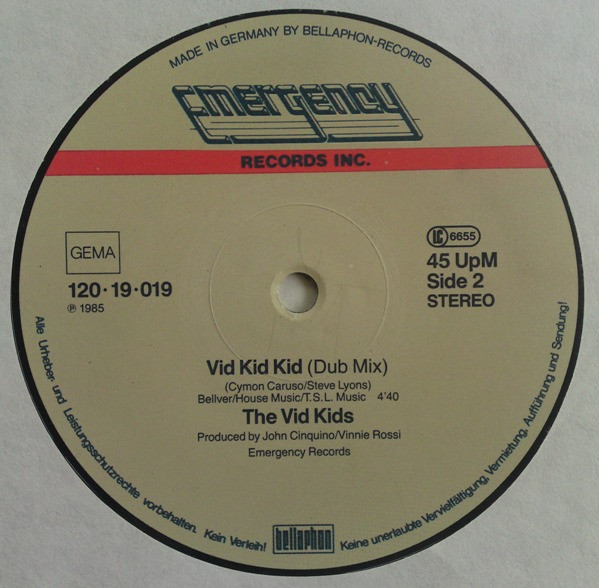 MADE IN GERMANY BY BELLAPHON-RECORDS
EMERGENCY
RECORDS INC.
GEMA
120·19·019
℗ 1985
LC 6655
45 UpM
Side 2
STEREO
Vid Kid Kid (Dub Mix)
(Cymon Caruso/Steve Lyons)
Bellver/House Music/T.S.L. Music 4'40
The Vid Kids
Produced by John Cinquino/Vinnie Rossi
Emergency Records
Alle Urheber- und Leistungsschutzrechte vorbehalten. Kein Verleih!
bellaphon
Keine unerlaubte Vervielfältigung, Vermietung, Aufführung und Sendung!